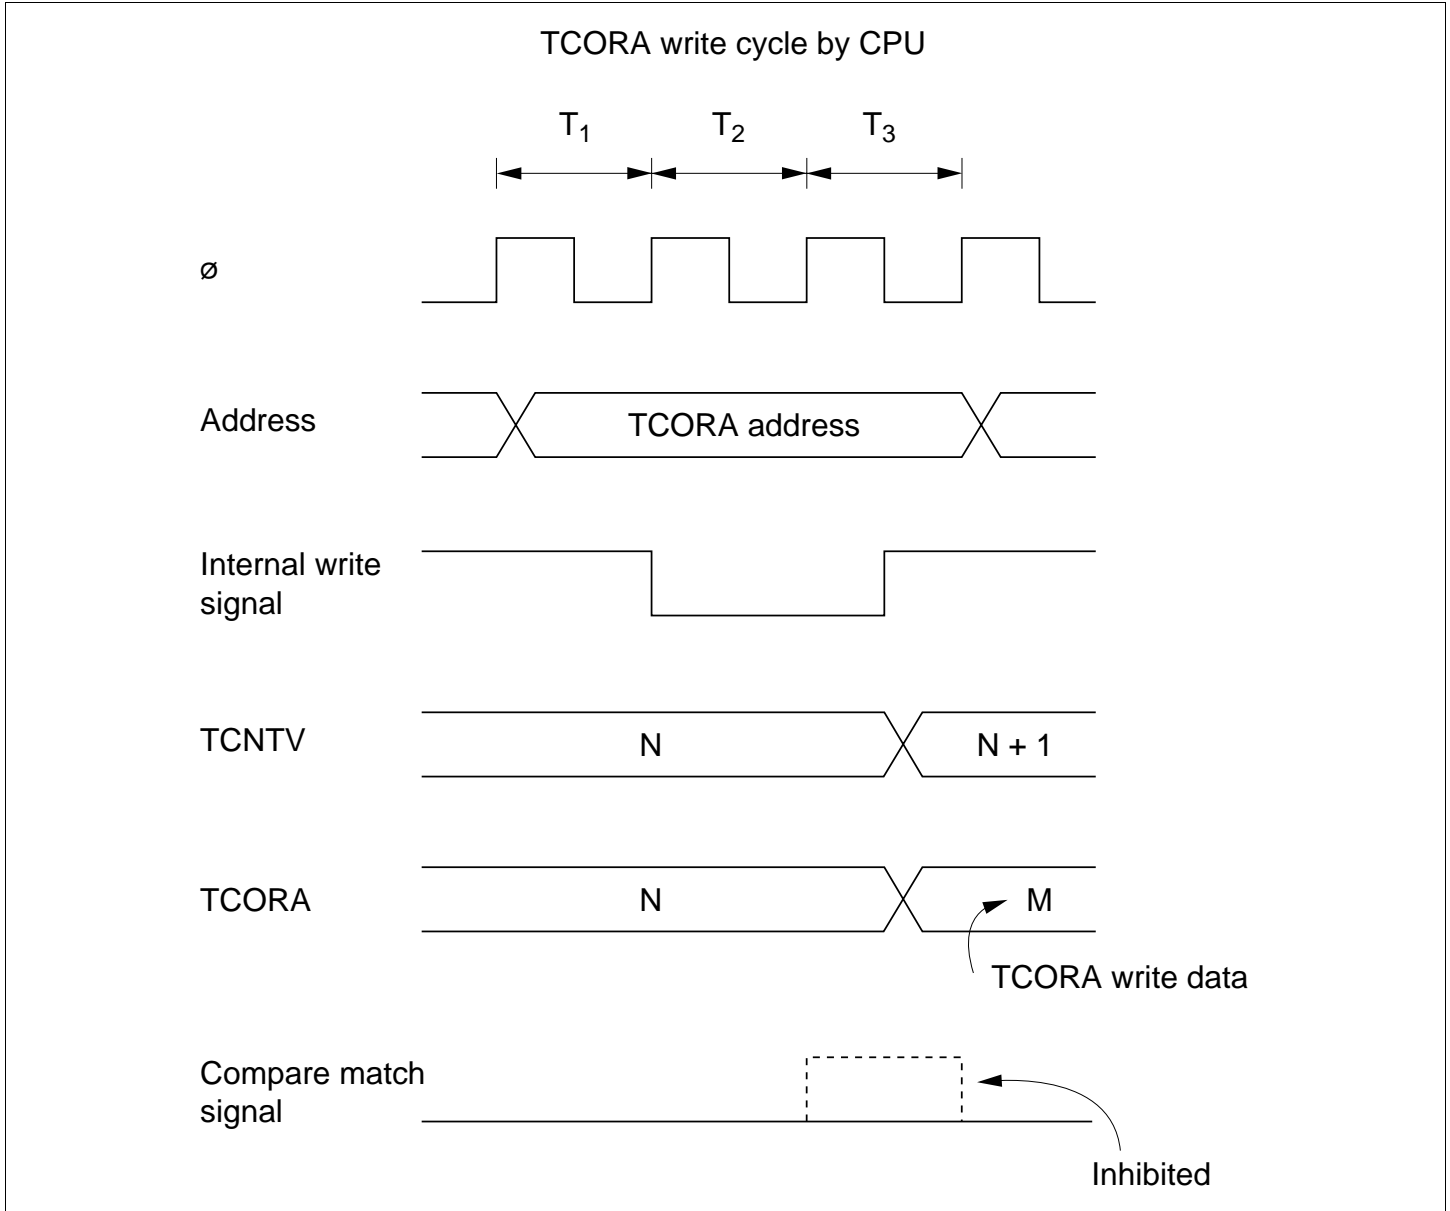 TCORA write cycle by CPU
T1 T2 T3
ø
Address
TCORA address
Internal write
signal
TCNTV
N
N + 1
TCORA
N
M
TCORA write data
Compare match
signal
Inhibited